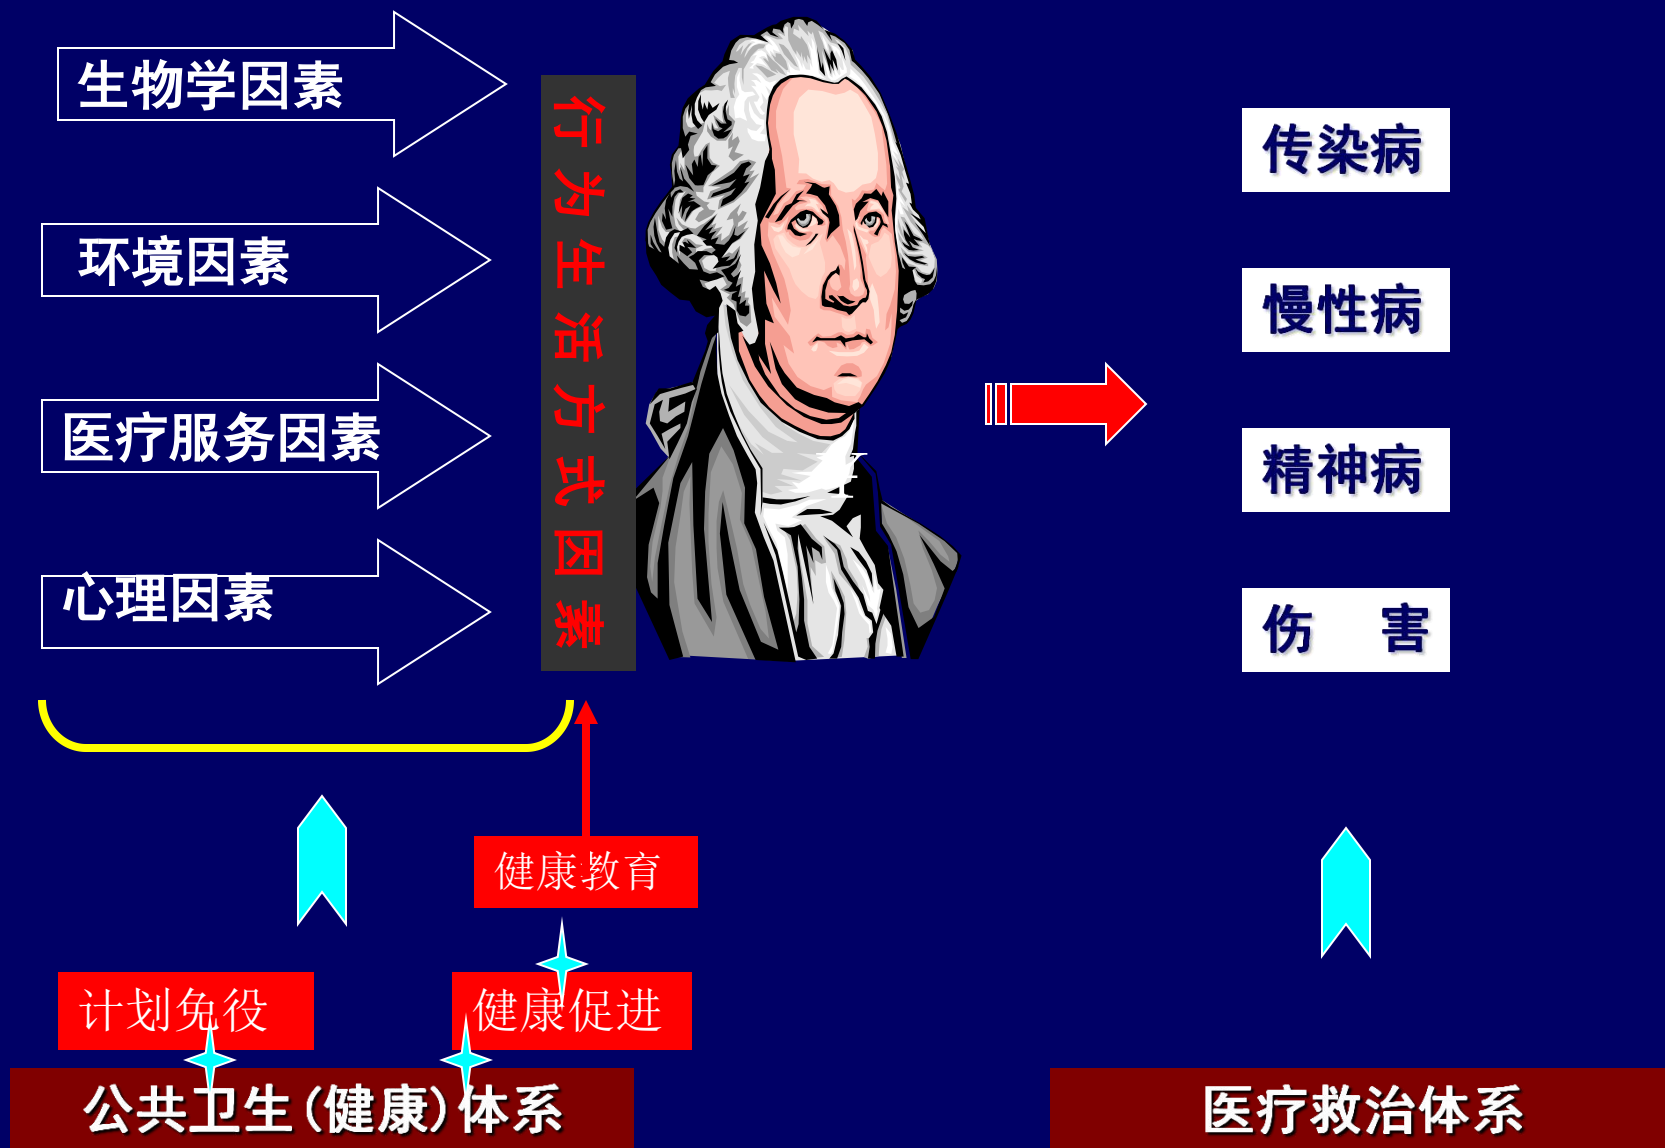 生物学因素
环境因素
医疗服务因素
心理因素
行为生活方式因素
Y
传染病
慢性病
精神病
伤 害
健康教育
计划免役
健康促进
公共卫生(健康)体系
医疗救治体系